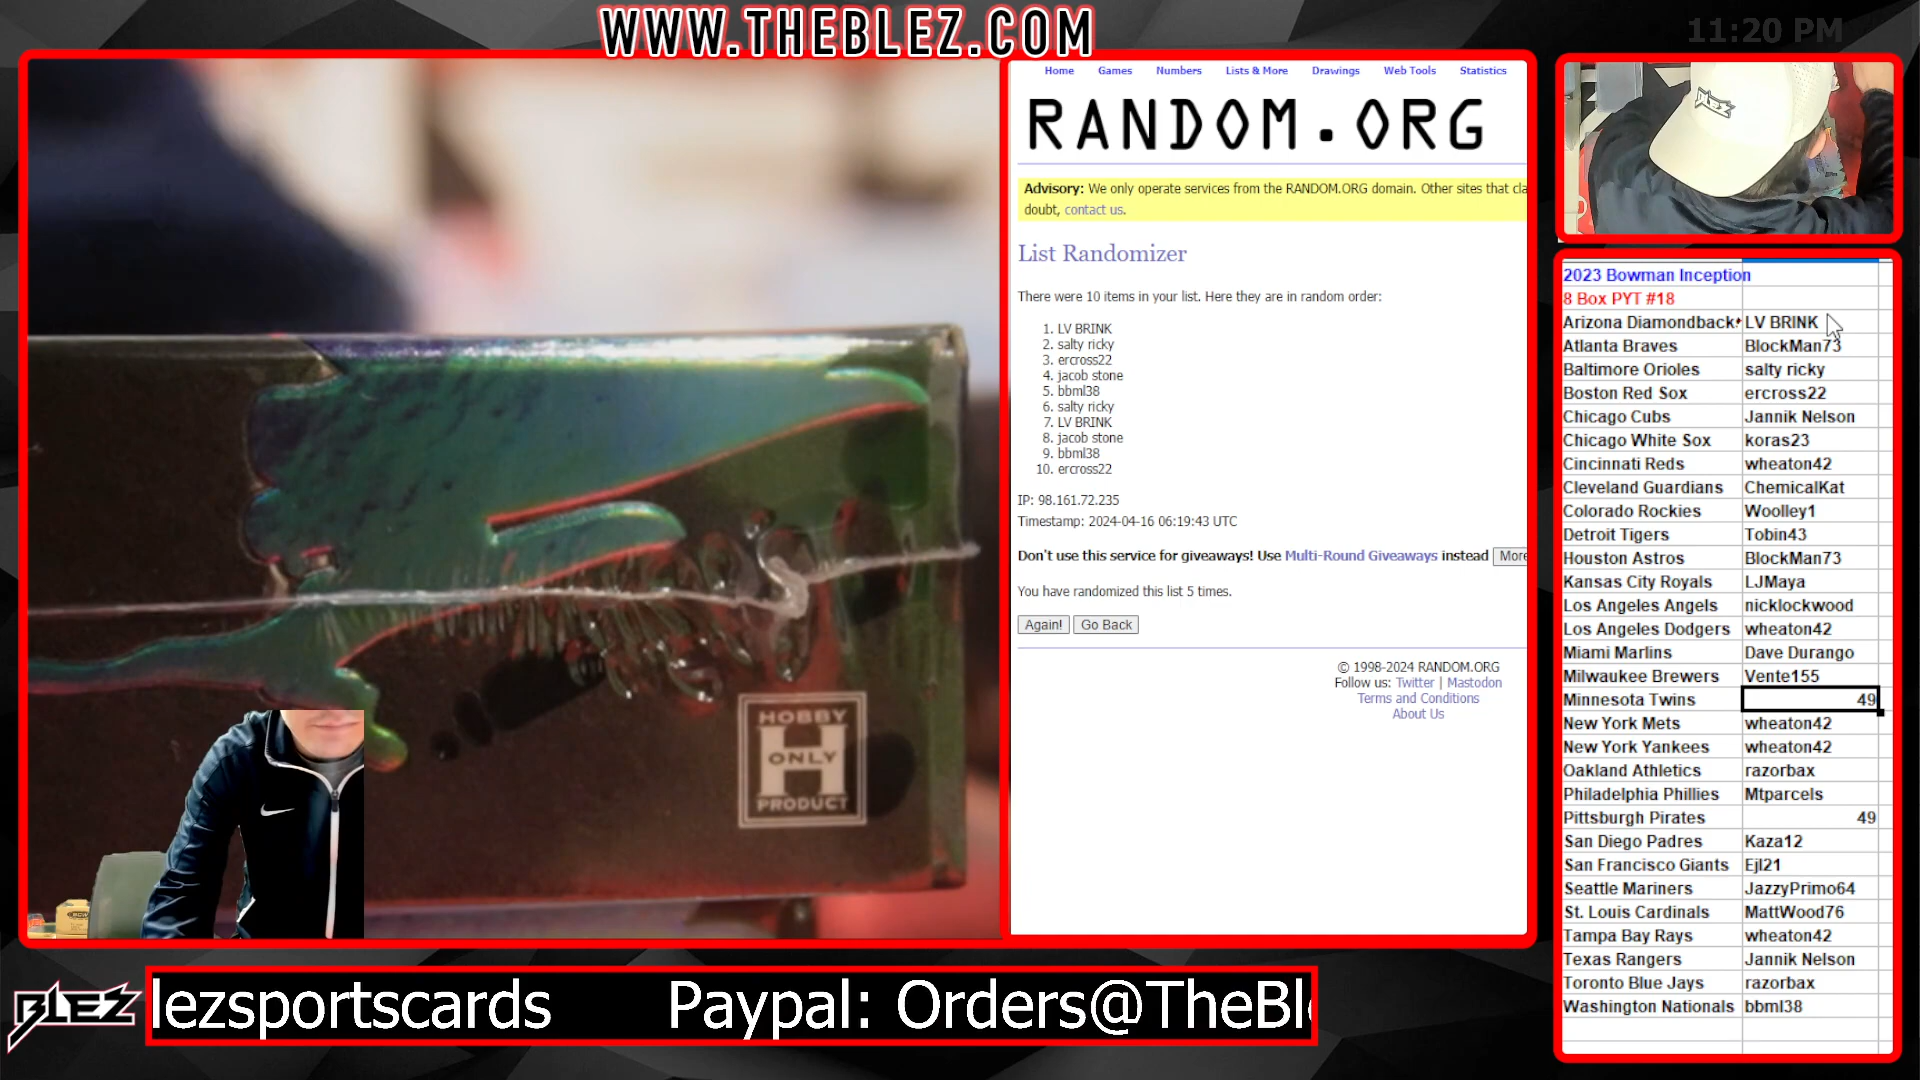 WWW.THEBLEZ.COM
11:20 PM
Home Games Numbers Lists & More Drawings Web Tools Statistics
RANDOM.ORG
Advisory: We only operate services from the RANDOM.ORG domain. Other sites that cla
doubt, contact us.
List Randomizer
There were 10 items in your list. Here they are in random order:
1. LV BRINK
2. salty ricky
3. ercross22
4. jacob stone
5. bbml38
6. salty ricky
7. LV BRINK
8. jacob stone
9. bbml38
10. ercross22
IP: 98.161.72.235
Timestamp: 2024-04-16 06:19:43 UTC
Don't use this service for giveaways! Use Multi-Round Giveaways instead More
You have randomized this list 5 times.
Again! Go Back
© 1998-2024 RANDOM.ORG
Follow us: Twitter | Mastodon
Terms and Conditions
About Us
HOBBY
H
ONLY
PRODUCT
BLEZ
2023 Bowman Inception
8 Box PYT #18
Arizona Diamondback LV BRINK
Atlanta Braves BlockMan73
Baltimore Orioles salty ricky
Boston Red Sox ercross22
Chicago Cubs Jannik Nelson
Chicago White Sox koras23
Cincinnati Reds wheaton42
Cleveland Guardians ChemicalKat
Colorado Rockies Woolley1
Detroit Tigers Tobin43
Houston Astros BlockMan73
Kansas City Royals LJMaya
Los Angeles Angels nicklockwood
Los Angeles Dodgers wheaton42
Miami Marlins Dave Durango
Milwaukee Brewers Vente155
Minnesota Twins 49
New York Mets wheaton42
New York Yankees wheaton42
Oakland Athletics razorbax
Philadelphia Phillies Mtparcels
Pittsburgh Pirates 49
San Diego Padres Kaza12
San Francisco Giants Ejl21
Seattle Mariners JazzyPrimo64
St. Louis Cardinals MattWood76
Tampa Bay Rays wheaton42
Texas Rangers Jannik Nelson
Toronto Blue Jays razorbax
Washington Nationals bbml38
BLEZ
lezsportscards Paypal: Orders@TheBl